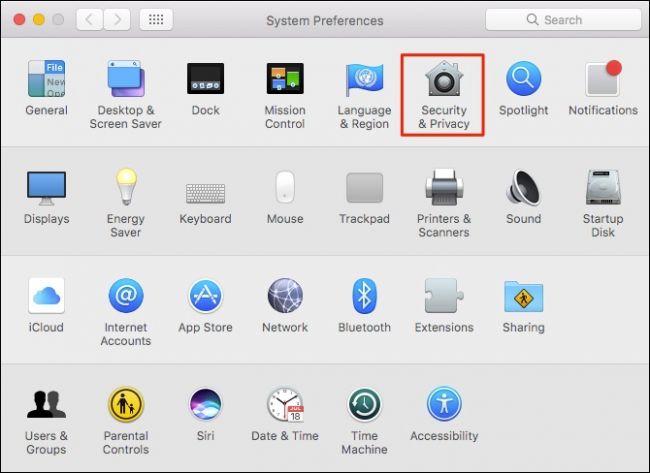 System Preferences
Search
General
Desktop &
Screen Saver
Dock
Mission
Control
Language
& Region
Security
& Privacy
Spotlight
Notifications
File
New
Ope
Displays
Energy
Saver
Keyboard
Mouse
Trackpad
Printers &
Scanners
Sound
Startup
Disk
iCloud
Internet
Accounts
App Store
Network
Bluetooth
Extensions
Sharing
Users &
Groups
Parental
Controls
Siri
Date & Time
JUL
18
Time
Machine
Accessibility